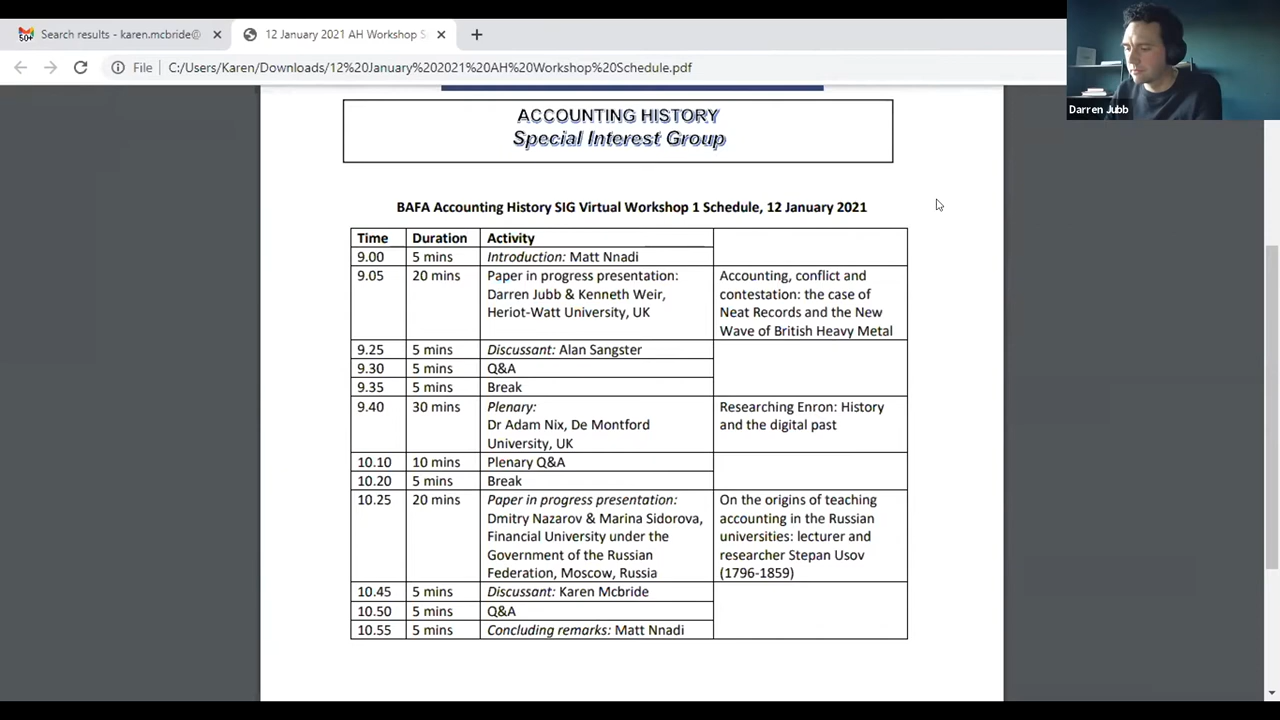 50+
Search results - karen.mcbride@
12 January 2021 AH Workshop S
File
C:/Users/Karen/Downloads/12%20January%202021%20AH%20Workshop%20Schedule.pdf
Darren Jubb
ACCOUNTING HISTORY
Special Interest Group
BAFA Accounting History SIG Virtual Workshop 1 Schedule, 12 January 2021
Time Duration Activity
9.00 5 mins Introduction: Matt Nnadi
9.05 20 mins Paper in progress presentation:
Darren Jubb & Kenneth Weir,
Heriot-Watt University, UK
Accounting, conflict and
contestation: the case of
Neat Records and the New
Wave of British Heavy Metal
9.25 5 mins Discussant: Alan Sangster
9.30 5 mins Q&A
9.35 5 mins Break
9.40 30 mins Plenary:
Dr Adam Nix, De Montford
University, UK
Researching Enron: History
and the digital past
10.10 10 mins Plenary Q&A
10.20 5 mins Break
10.25 20 mins Paper in progress presentation:
Dmitry Nazarov & Marina Sidorova,
Financial University under the
Government of the Russian
Federation, Moscow, Russia
On the origins of teaching
accounting in the Russian
universities: lecturer and
researcher Stepan Usov
(1796-1859)
10.45 5 mins Discussant: Karen Mcbride
10.50 5 mins Q&A
10.55 5 mins Concluding remarks: Matt Nnadi